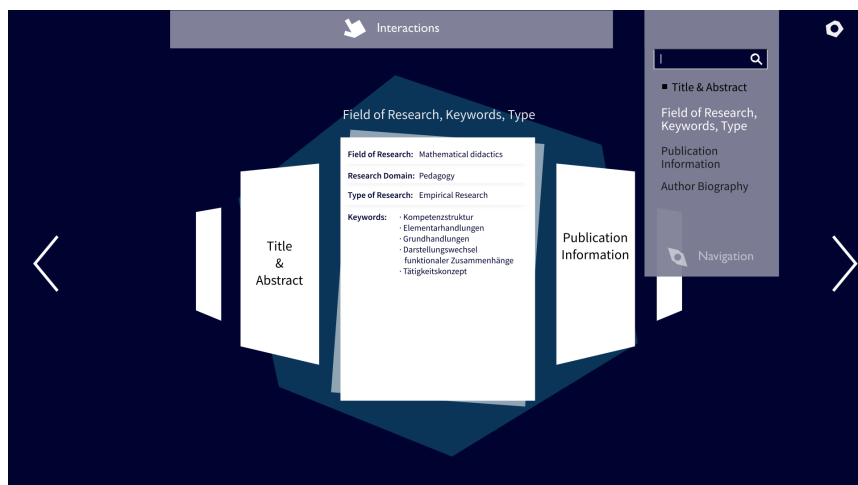 Interactions
Title & Abstract
Field of Research,
Keywords, Type
Publication
Information
Author Biography
Navigation
Field of Research, Keywords, Type
Field of Research: Mathematical didactics
Research Domain: Pedagogy
Type of Research: Empirical Research
Keywords: · Kompetenzstruktur
· Elementarhandlungen
· Grundhandlungen
· Darstellungswechsel
funktionaler Zusammenhänge
· Tätigkeitskonzept
Title
&
Abstract
Publication
Information